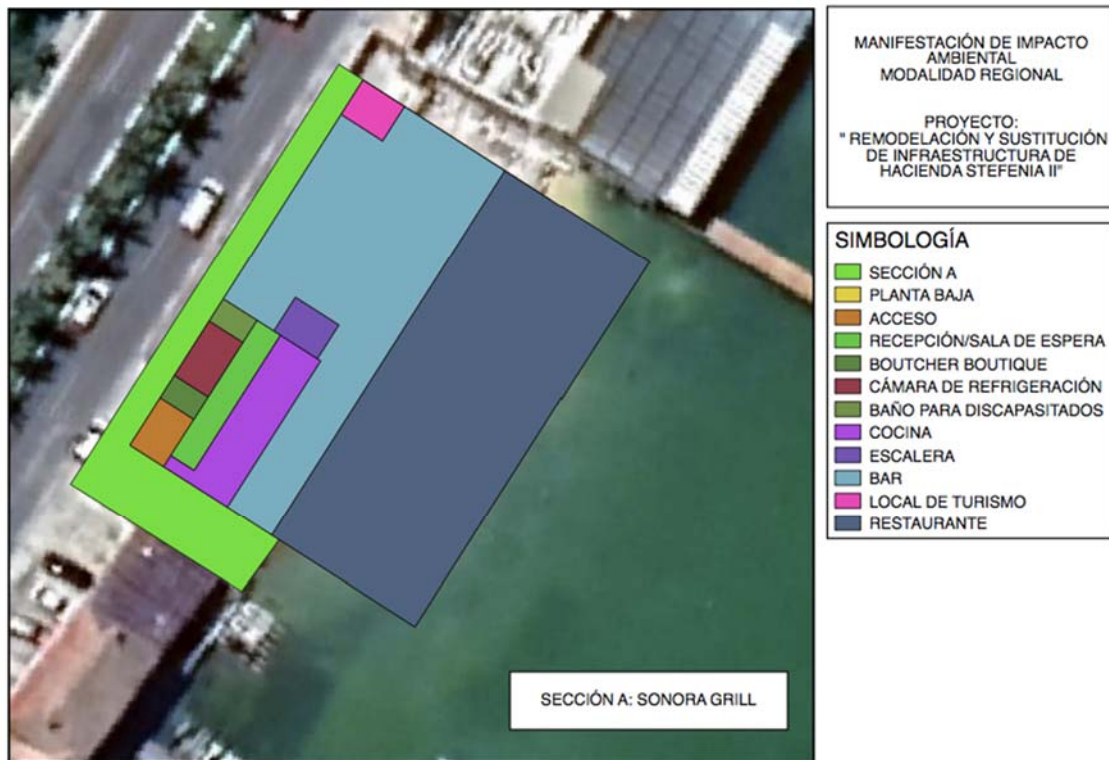 MANIFESTACIÓN DE IMPACTO
AMBIENTAL
MODALIDAD REGIONAL
PROYECTO:
" REMODELACIÓN Y SUSTITUCIÓN
DE INFRAESTRUCTURA DE
HACIENDA STEFENIA II"
SIMBOLOGÍA
SECCIÓN A
PLANTA BAJA
ACCESO
RECEPCIÓN/SALA DE ESPERA
BOUTCHER BOUTIQUE
CÁMARA DE REFRIGERACIÓN
BAÑO PARA DISCAPASITADOS
COCINA
ESCALERA
BAR
LOCAL DE TURISMO
RESTAURANTE
SECCIÓN A: SONORA GRILL